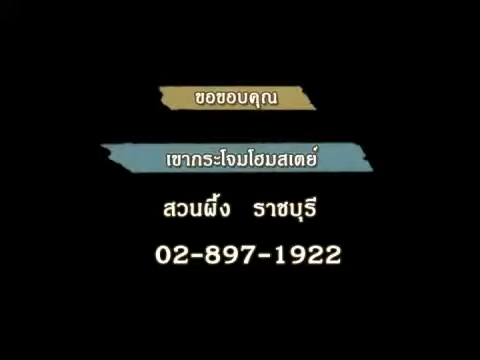 ขอขอบคุณ
เขากระโจมโฮมสเตย์
สวนผึ้ง ราชบุรี
02-897-1922